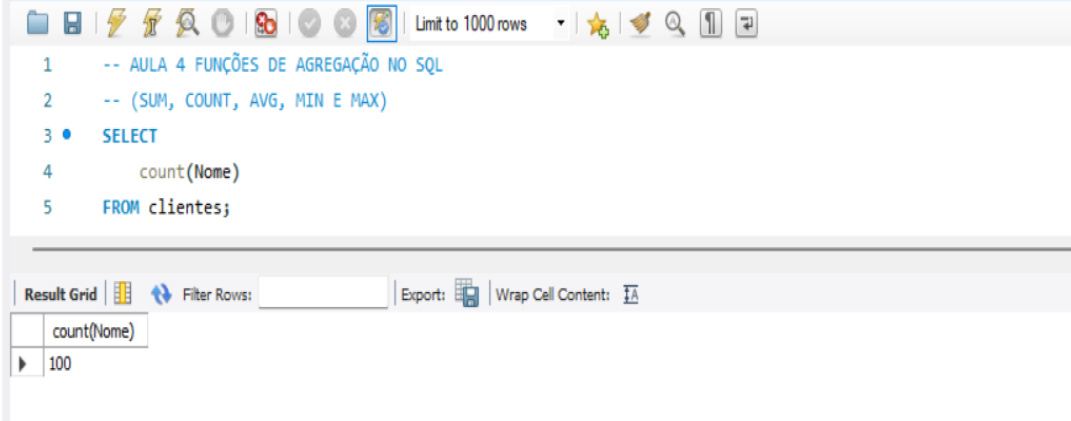 Limit to 1000 rows
1 -- AULA 4 FUNÇÕES DE AGREGAÇÃO NO SQL
2 -- (SUM, COUNT, AVG, MIN E MAX)
3 SELECT
4 count(Nome)
5 FROM clientes;
Result Grid Filter Rows: Export: Wrap Cell Content: IA
count(Nome)
100